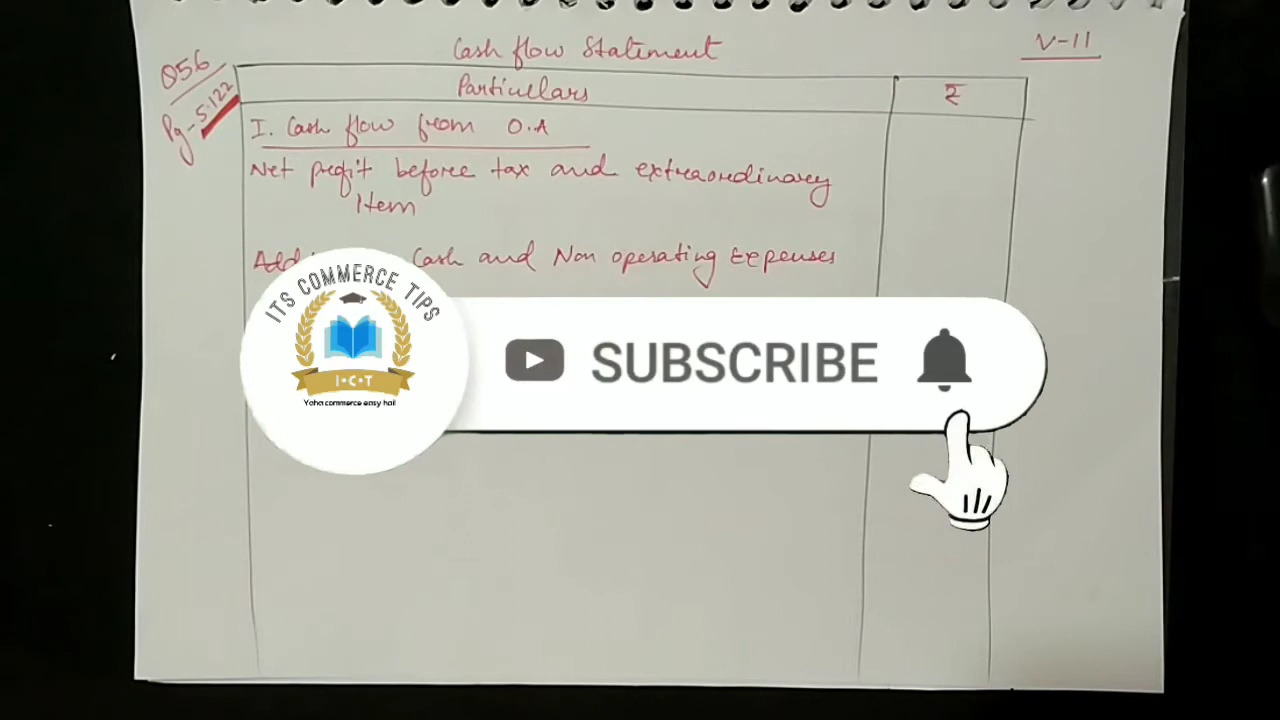 Cash flow Statement
V-11
Q56
Pg-5.122
Particullars
₹
I. Cash flow from O.A
Net profit before tax and extraordinary
Item
Add Cash and Non operating Expenses
ITS COMMERCE TIPS
I•C•T
Yaha commerce easy hai!
SUBSCRIBE